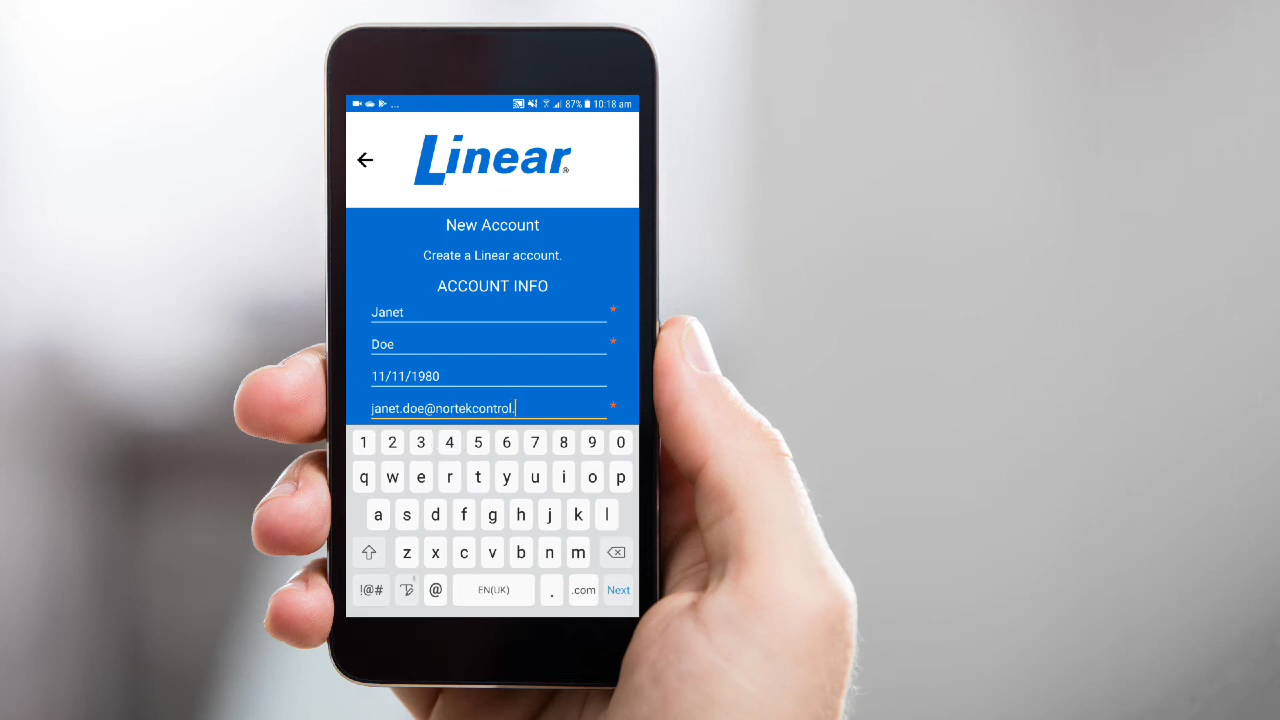 ... 87% 10:18 am
Linear®
New Account
Create a Linear account.
ACCOUNT INFO
Janet *
Doe *
11/11/1980
janet.doe@nortekcontrol. *
1 2 3 4 5 6 7 8 9 0
q w e r t y u i o p
a s d f g h j k l
z x c v b n m
!@# @ EN(UK) . .com Next